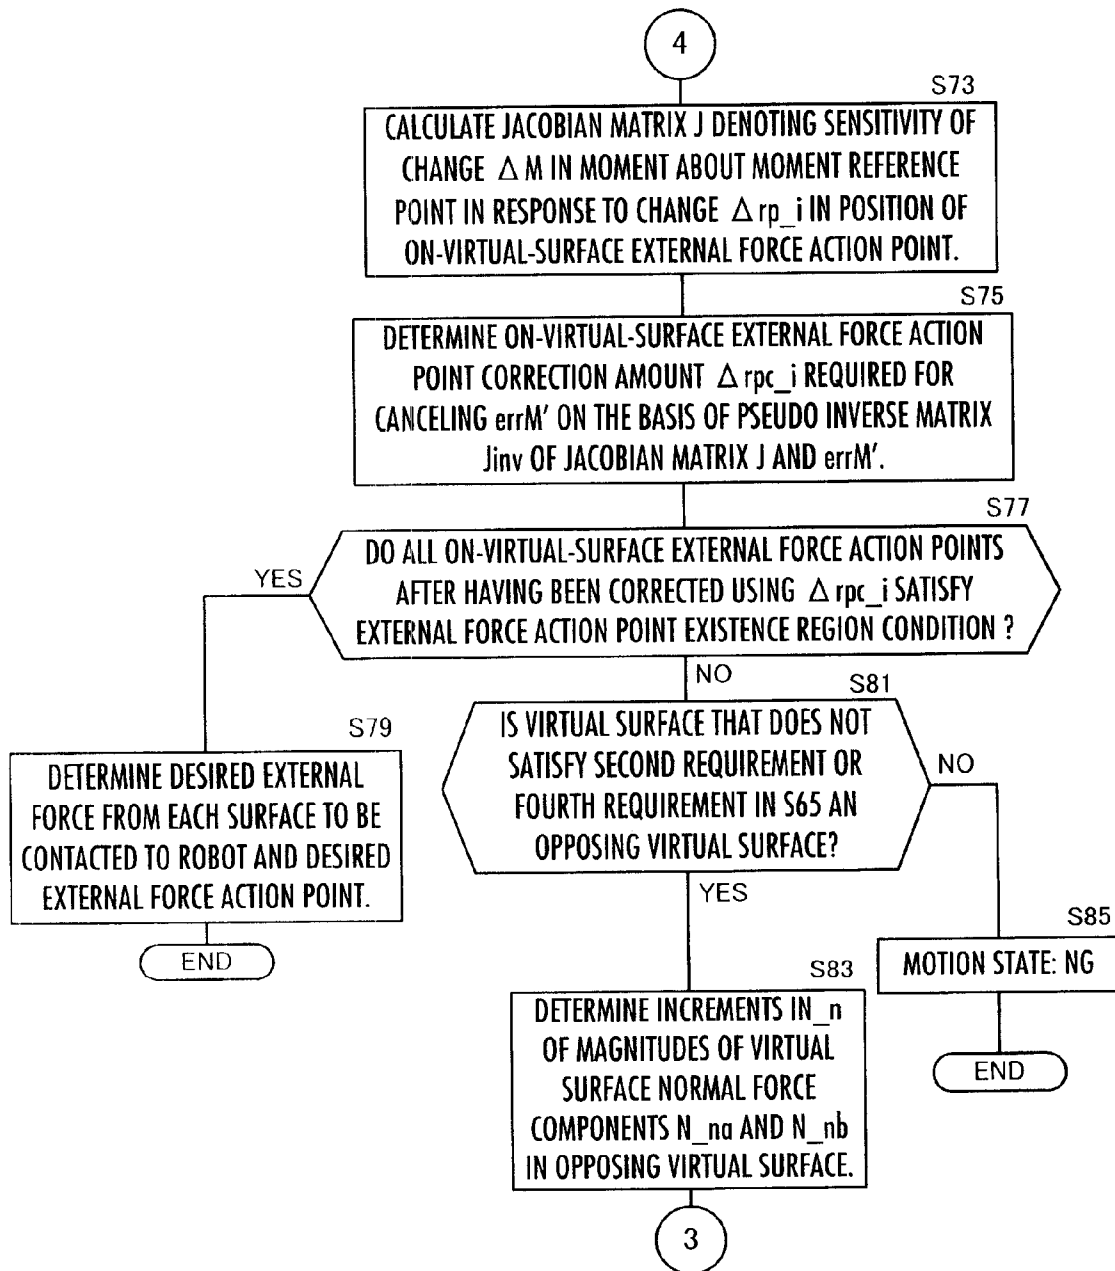 4
S73
CALCULATE JACOBIAN MATRIX J DENOTING SENSITIVITY OF
CHANGE Δ M IN MOMENT ABOUT MOMENT REFERENCE
POINT IN RESPONSE TO CHANGE Δ rp_i IN POSITION OF
ON-VIRTUAL-SURFACE EXTERNAL FORCE ACTION POINT.
S75
DETERMINE ON-VIRTUAL-SURFACE EXTERNAL FORCE ACTION
POINT CORRECTION AMOUNT Δ rpc_i REQUIRED FOR
CANCELING errM' ON THE BASIS OF PSEUDO INVERSE MATRIX
Jinv OF JACOBIAN MATRIX J AND errM'.
S77
DO ALL ON-VIRTUAL-SURFACE EXTERNAL FORCE ACTION POINTS
AFTER HAVING BEEN CORRECTED USING Δ rpc_i SATISFY
EXTERNAL FORCE ACTION POINT EXISTENCE REGION CONDITION ?
YES
NO
S79
DETERMINE DESIRED EXTERNAL
FORCE FROM EACH SURFACE TO BE
CONTACTED TO ROBOT AND DESIRED
EXTERNAL FORCE ACTION POINT.
END
S81
IS VIRTUAL SURFACE THAT DOES NOT
SATISFY SECOND REQUIREMENT OR
FOURTH REQUIREMENT IN S65 AN
OPPOSING VIRTUAL SURFACE?
NO
YES
S85
MOTION STATE: NG
END
S83
DETERMINE INCREMENTS IN_n
OF MAGNITUDES OF VIRTUAL
SURFACE NORMAL FORCE
COMPONENTS N_na AND N_nb
IN OPPOSING VIRTUAL SURFACE.
3